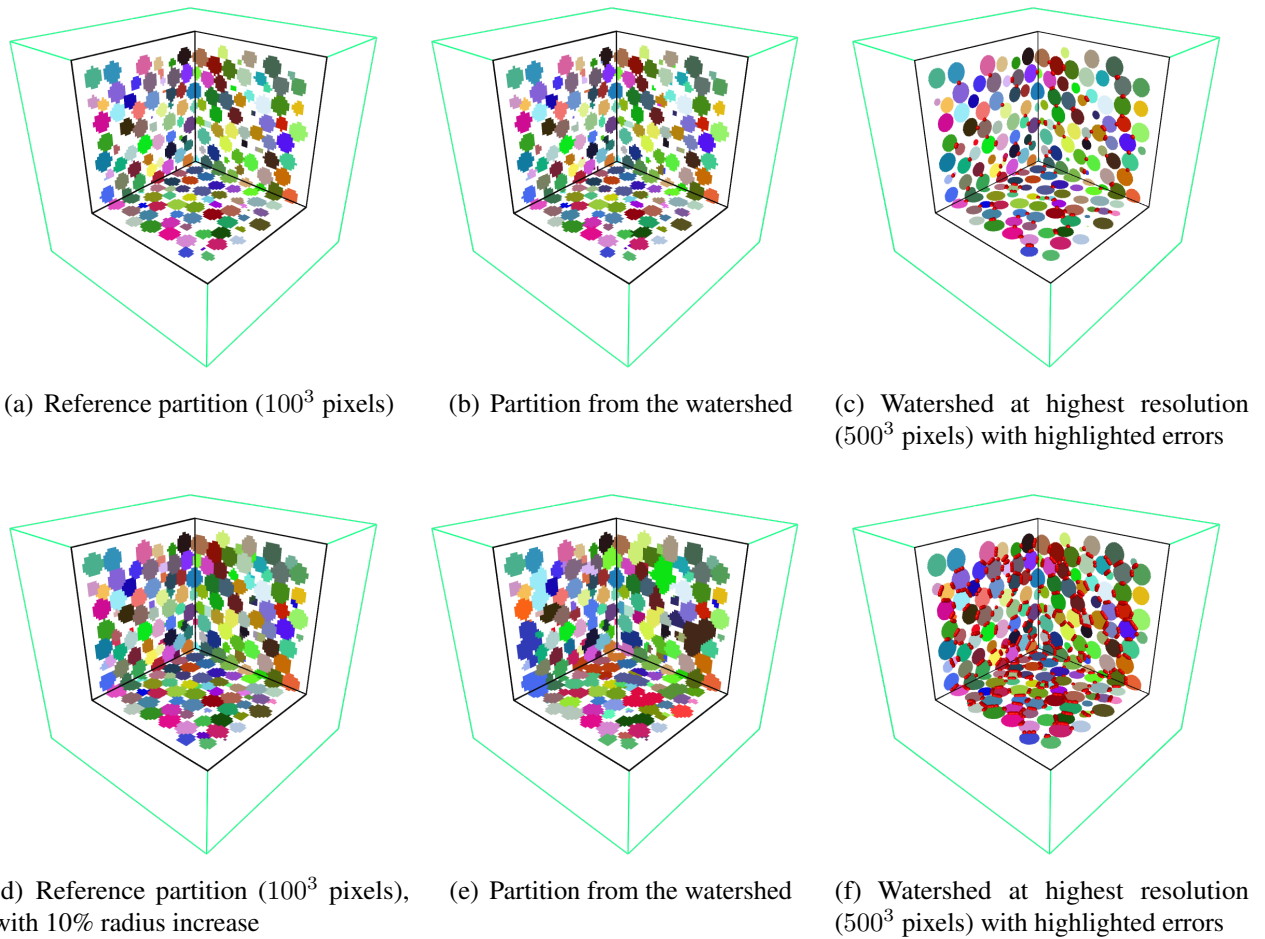 (a) Reference partition (100³ pixels)
(b) Partition from the watershed
(c) Watershed at highest resolution
(500³ pixels) with highlighted errors
d) Reference partition (100³ pixels),
with 10% radius increase
(e) Partition from the watershed
(f) Watershed at highest resolution
(500³ pixels) with highlighted errors